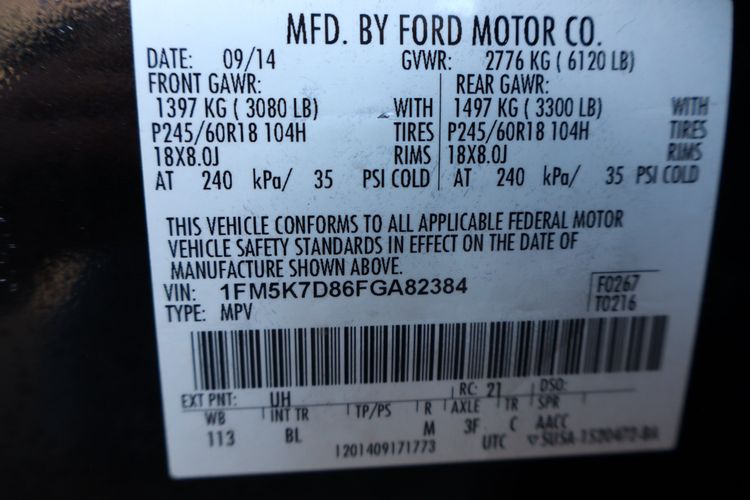 MFD. BY FORD MOTOR CO.
DATE: 09/14 GVWR: 2776 KG ( 6120 LB)
FRONT GAWR: REAR GAWR:
1397 KG ( 3080 LB) WITH 1497 KG ( 3300 LB) WITH
P245/60R18 104H TIRES P245/60R18 104H TIRES
18X8.0J RIMS 18X8.0J RIMS
AT 240 kPa/ 35 PSI COLD AT 240 kPa/ 35 PSI COLD
THIS VEHICLE CONFORMS TO ALL APPLICABLE FEDERAL MOTOR
VEHICLE SAFETY STANDARDS IN EFFECT ON THE DATE OF
MANUFACTURE SHOWN ABOVE.
VIN: 1FM5K7D86FGA82384 F0267
TYPE: MPV T0216
EXT PNT: UH RC: 21 DSO:
WB INT TR TP/PS R AXLE TR SPR
113 BL M 3F C AACC
1201409171773 UTC